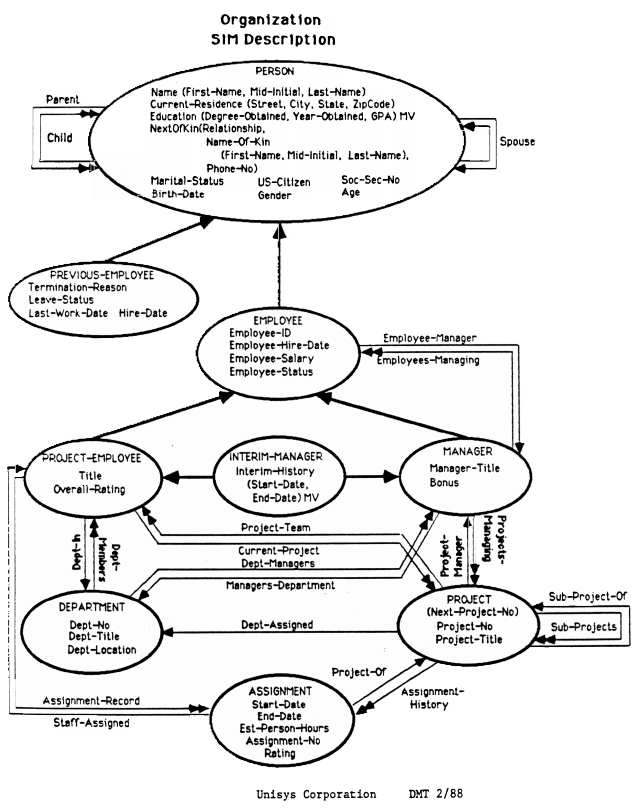 Organization
SIM Description
PERSON
Name (First-Name, Mid-Initial, Last-Name)
Current-Residence (Street, City, State, ZipCode)
Education (Degree-Obtained, Year-Obtained, GPA) MV
NextOfKin(Relationship,
Name-Of-Kin
(First-Name, Mid-Initial, Last-Name),
Phone-No)
Marital-Status US-Citizen Soc-Sec-No
Birth-Date Gender Age
Parent
Child
Spouse
PREVIOUS-EMPLOYEE
Termination-Reason
Leave-Status
Last-Work-Date Hire-Date
EMPLOYEE
Employee-ID
Employee-Hire-Date
Employee-Salary
Employee-Status
Employee-Manager
Employees-Managing
PROJECT-EMPLOYEE
Title
Overall-Rating
INTERIM-MANAGER
Interim-History
(Start-Date,
End-Date) MV
MANAGER
Manager-Title
Bonus
Project-Team
Current-Project
Dept-Managers
Managers-Department
Dept-In
Dept-
Members
Project-
Manager
Projects-
Managing
DEPARTMENT
Dept-No
Dept-Title
Dept-Location
Dept-Assigned
PROJECT
(Next-Project-No)
Project-No
Project-Title
Sub-Project-Of
Sub-Projects
Project-Of
Assignment-
History
ASSIGNMENT
Start-Date
End-Date
Est-Person-Hours
Assignment-No
Rating
Assignment-Record
Staff-Assigned
Unisys Corporation DMT 2/88